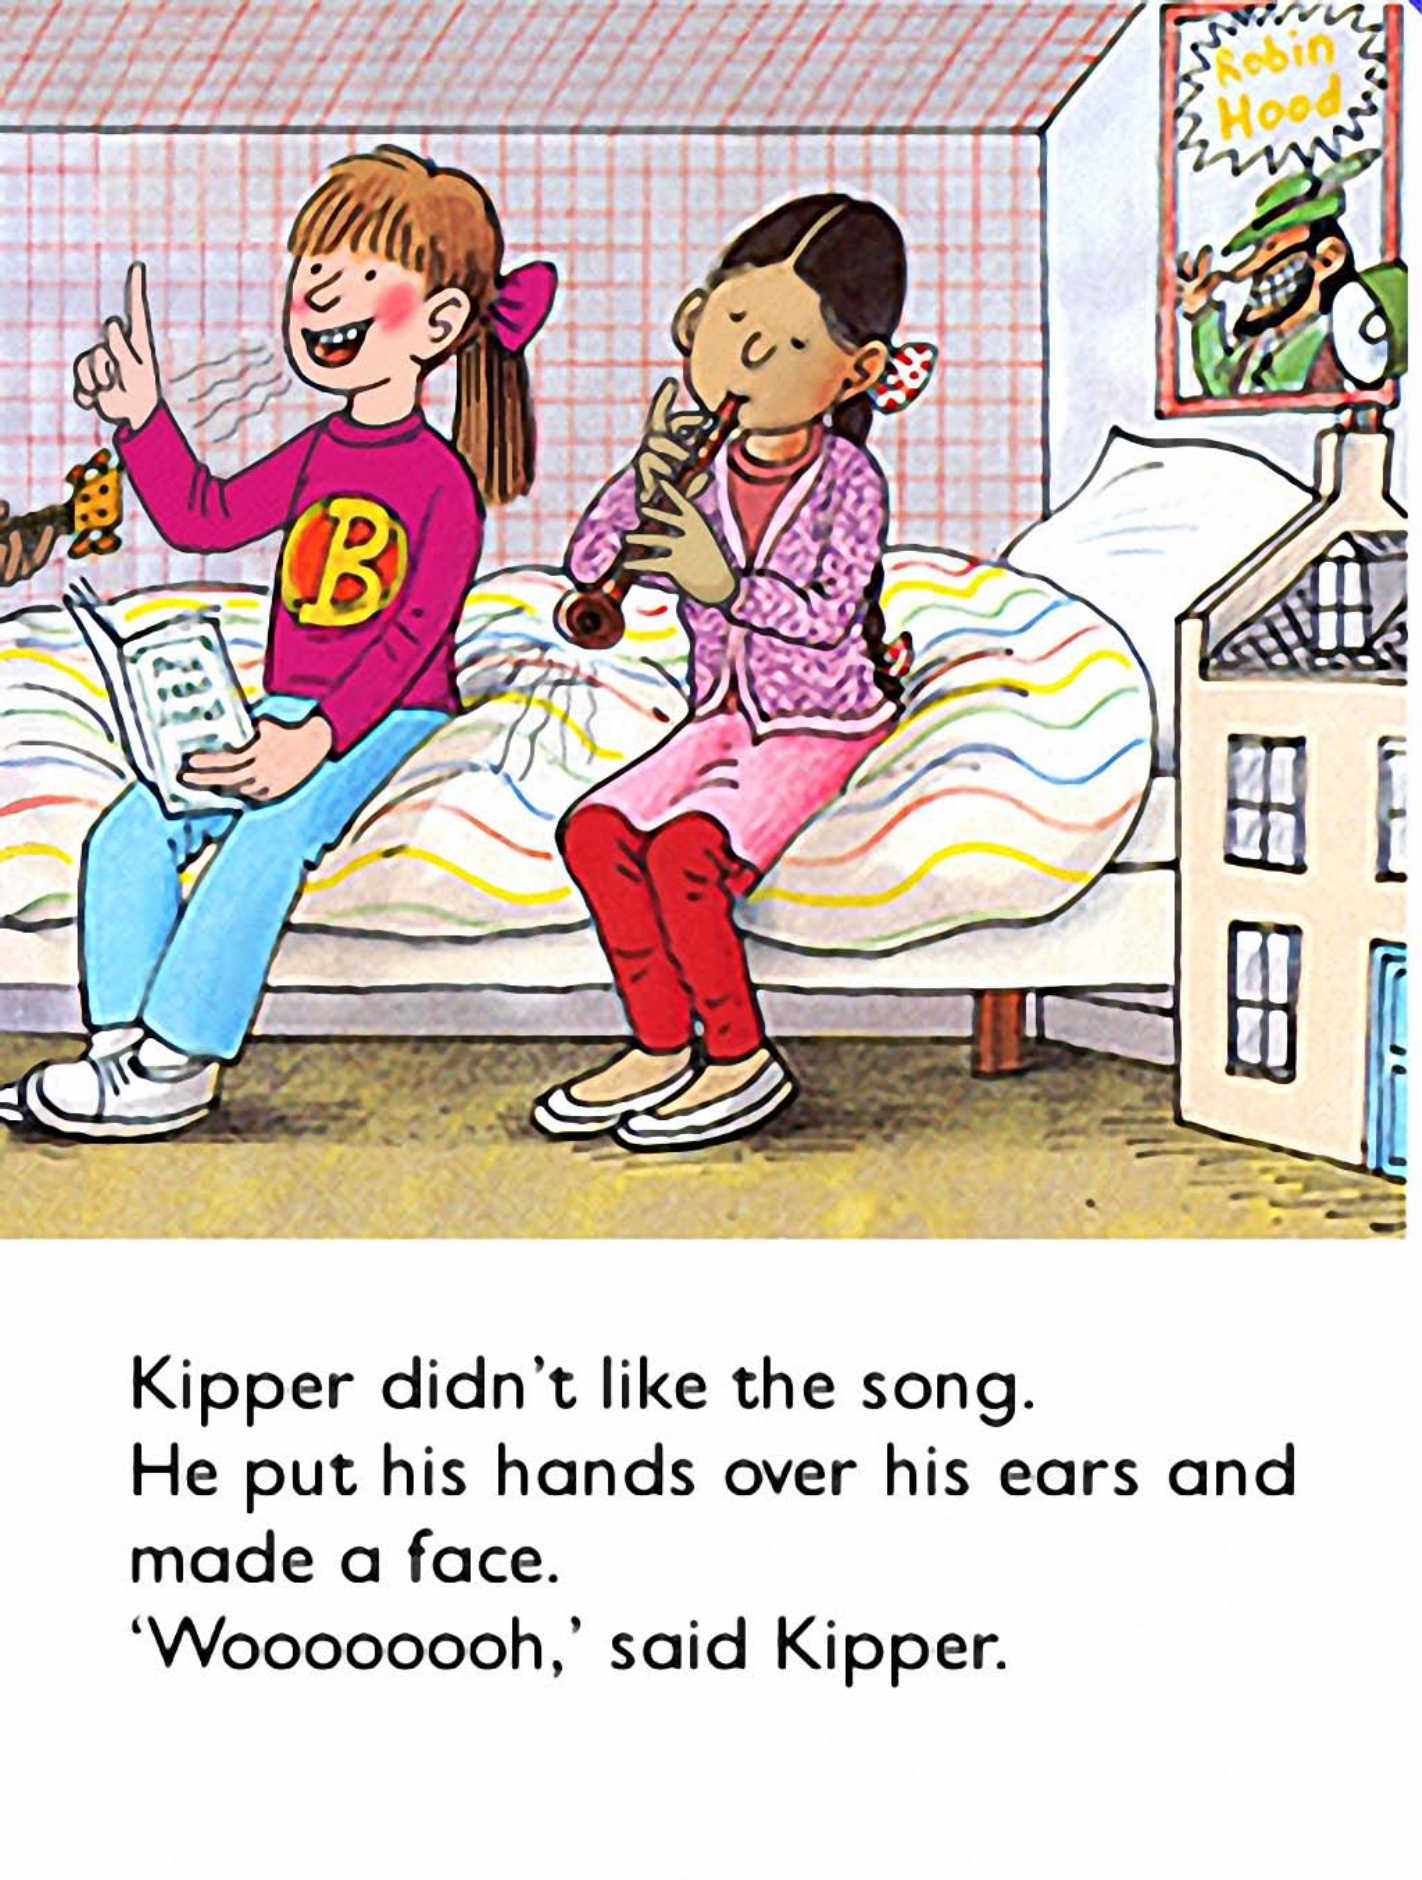 Robin
Hood
B
Kipper didn't like the song.
He put his hands over his ears and
made a face.
‘Woooooooh,’ said Kipper.